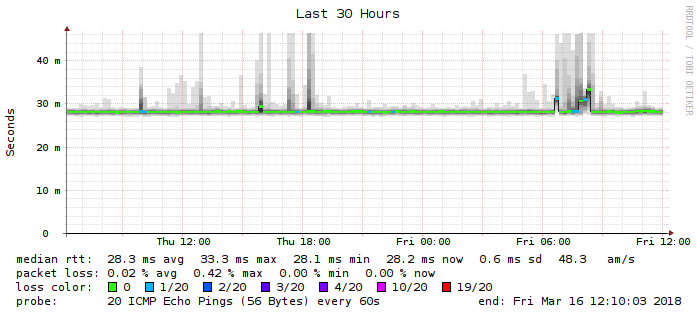 Last 30 Hours
RRDTOOL / TOBI OETIKER
Seconds
40 m
30 m
20 m
10 m
0
Thu 12:00 Thu 18:00 Fri 00:00 Fri 06:00 Fri 12:00
median rtt: 28.3 ms avg 33.3 ms max 28.1 ms min 28.2 ms now 0.6 ms sd 48.3 am/s
packet loss: 0.02 % avg 0.42 % max 0.00 % min 0.00 % now
loss color: 0 1/20 2/20 3/20 4/20 10/20 19/20
probe: 20 ICMP Echo Pings (56 Bytes) every 60s end: Fri Mar 16 12:10:03 2018